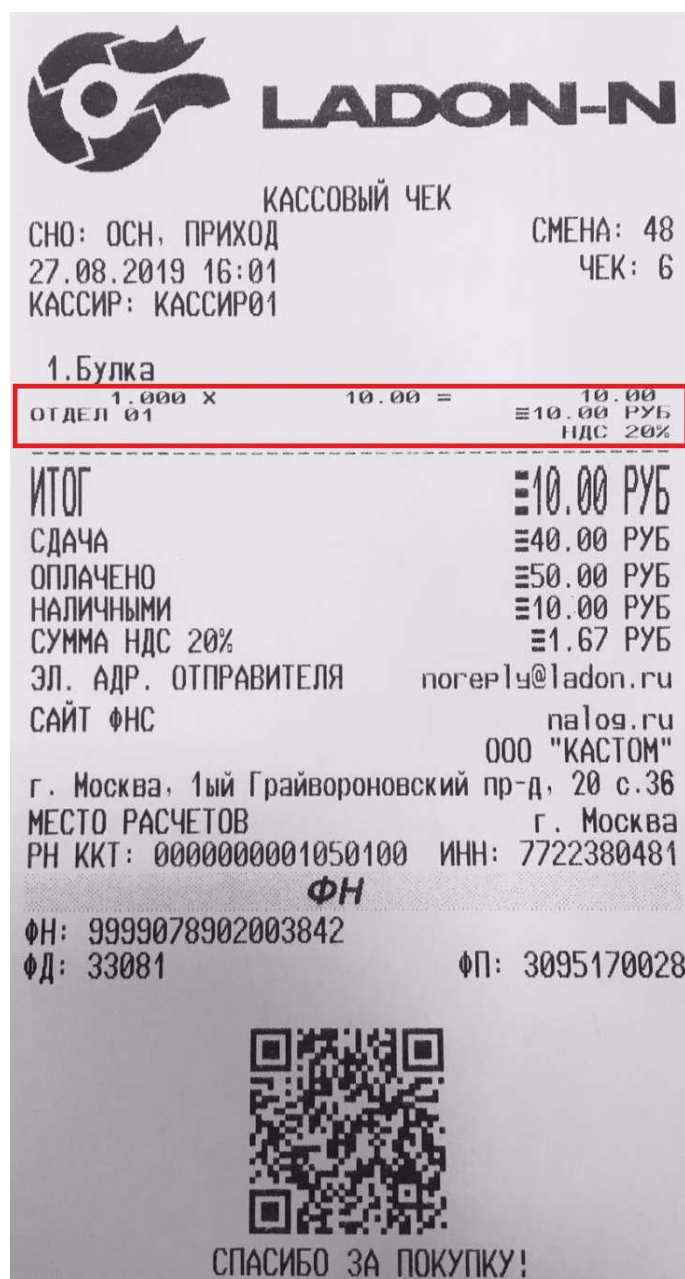 LADON-N
КАССОВЫЙ ЧЕК
СНО: ОСН, ПРИХОД СМЕНА: 48
27.08.2019 16:01 ЧЕК: 6
КАССИР: КАССИР01
1.Булка
1.000 X 10.00 = 10.00
ОТДЕЛ 01 ≡10.00 РУБ
НДС 20%
ИТОГ ≡10.00 РУБ
СДАЧА ≡40.00 РУБ
ОПЛАЧЕНО ≡50.00 РУБ
НАЛИЧНЫМИ ≡10.00 РУБ
СУММА НДС 20% ≡1.67 РУБ
ЭЛ. АДР. ОТПРАВИТЕЛЯ noreply@ladon.ru
САЙТ ФНС nalog.ru
ООО "КАСТОМ"
г. Москва, 1ый Грайвороновский пр-д, 20 с.36
МЕСТО РАСЧЕТОВ г. Москва
РН ККТ: 0000000001050100 ИНН: 7722380481
ФН
ФН: 9999078902003842
ФД: 33081 ФП: 3095170028
СПАСИБО ЗА ПОКУПКУ!